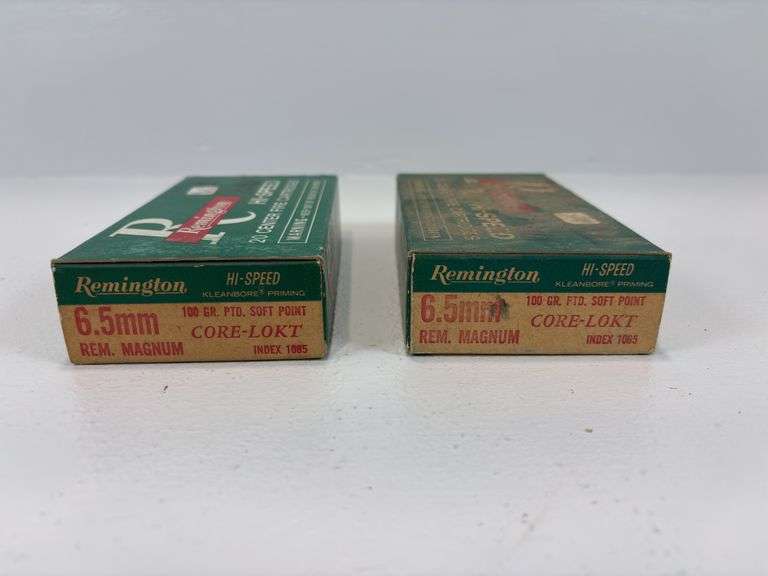 R
Remington
HI-SPEED
20 CENTER FIRE CARTRIDGES
Remington
HI-SPEED
KLEANBORE® PRIMING
6.5mm
100 GR. PTD. SOFT POINT
REM. MAGNUM
CORE-LOKT
INDEX 1085
Remington
HI-SPEED
KLEANBORE® PRIMING
6.5mm
100 GR. PTD. SOFT POINT
REM. MAGNUM
CORE-LOKT
INDEX 1085